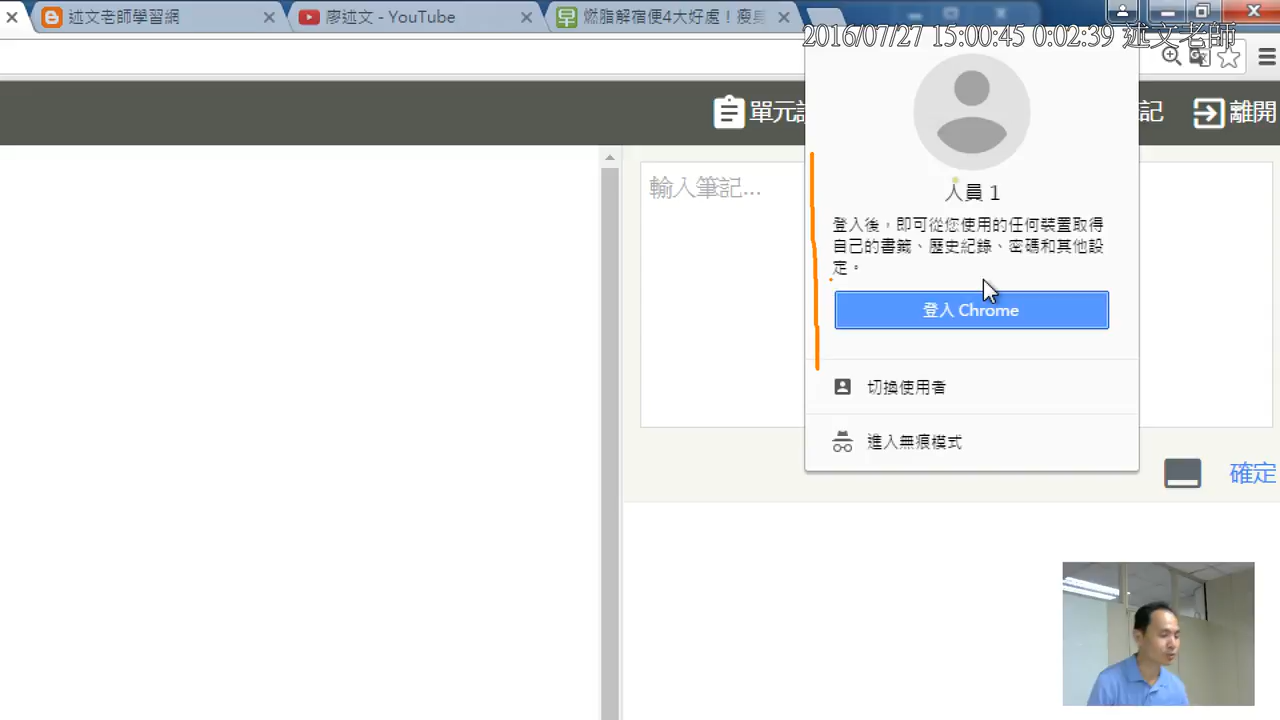 述文老師學習網
廖述文 - YouTube
燃脂解宿便4大好處！瘦身
2016/07/27 15:00:45 0:02:39 述文老師
單元討
記
離開
輸入筆記...
人員 1
登入後，即可從您使用的任何裝置取得
自己的書籤、歷史紀錄、密碼和其他設
定。
登入 Chrome
切換使用者
進入無痕模式
確定